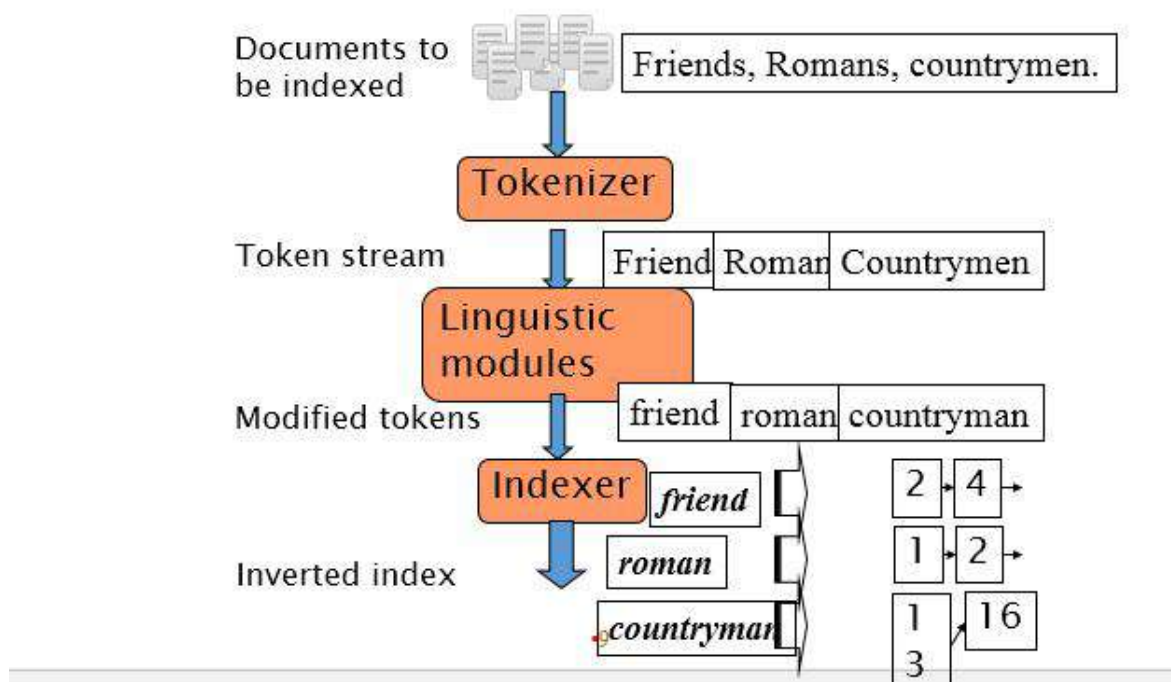 Documents to
be indexed
Friends, Romans, countrymen.
Tokenizer
Token stream
Friend Roman Countrymen
Linguistic
modules
Modified tokens
friend roman countryman
Indexer
friend
2 4
roman
1 2
Inverted index
countryman
1
3
16
9